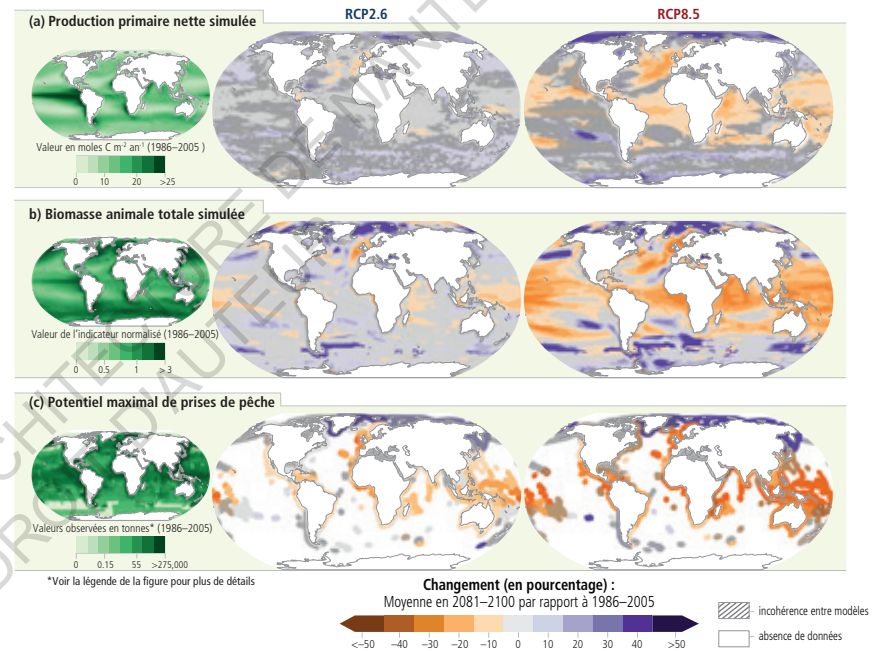 RCP2.6 RCP8.5
(a) Production primaire nette simulée
Valeur en moles C m⁻² an⁻¹ (1986–2005 )
0 10 20 >25
b) Biomasse animale totale simulée
Valeur de l'indicateur normalisé (1986–2005)
0 0.5 1 > 3
(c) Potentiel maximal de prises de pêche
Valeurs observées en tonnes* (1986–2005)
0 0.15 55 >275,000
*Voir la légende de la figure pour plus de détails
Changement (en pourcentage) :
Moyenne en 2081–2100 par rapport à 1986–2005
<–50 –40 –30 –20 –10 0 10 20 30 40 >50
incohérence entre modèles
absence de données